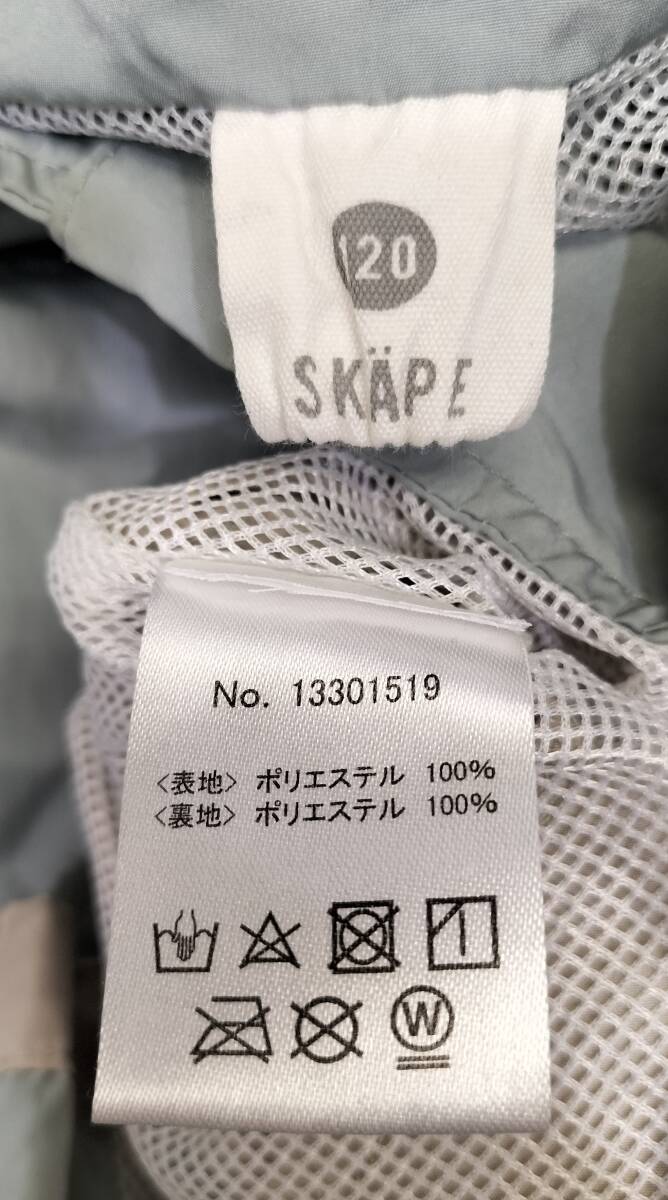 120
SKÄPE
No. 13301519
〈表地〉 ポリエステル 100%
〈裏地〉 ポリエステル 100%
W